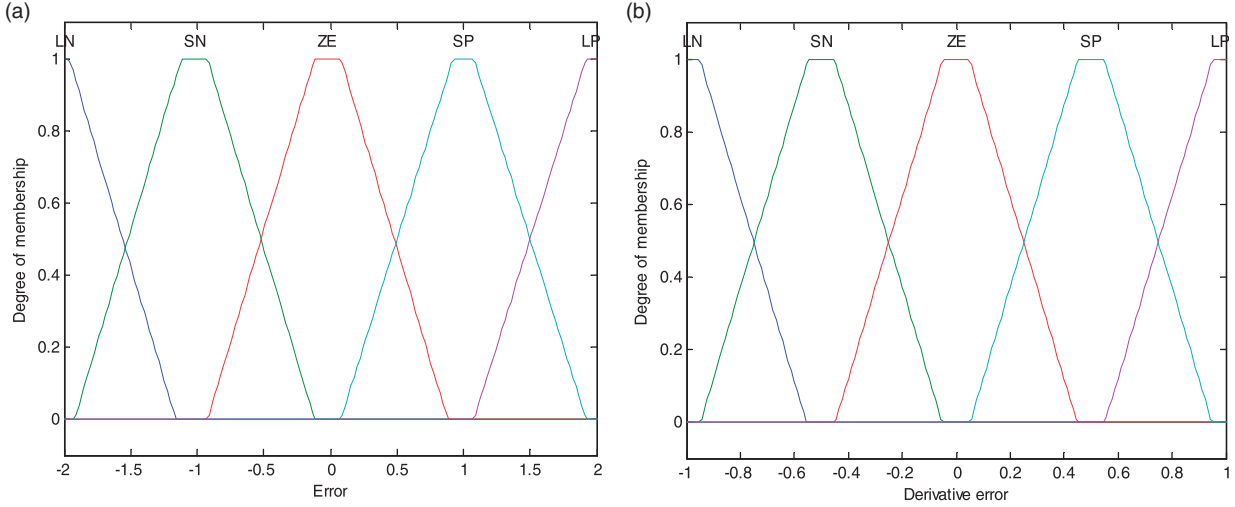 (a)
LN SN ZE SP LP
1
0.8
0.6
0.4
0.2
0
Degree of membership
-2 -1.5 -1 -0.5 0 0.5 1 1.5 2
Error
(b)
LN SN ZE SP LP
1
0.8
0.6
0.4
0.2
0
Degree of membership
-1 -0.8 -0.6 -0.4 -0.2 0 0.2 0.4 0.6 0.8 1
Derivative error